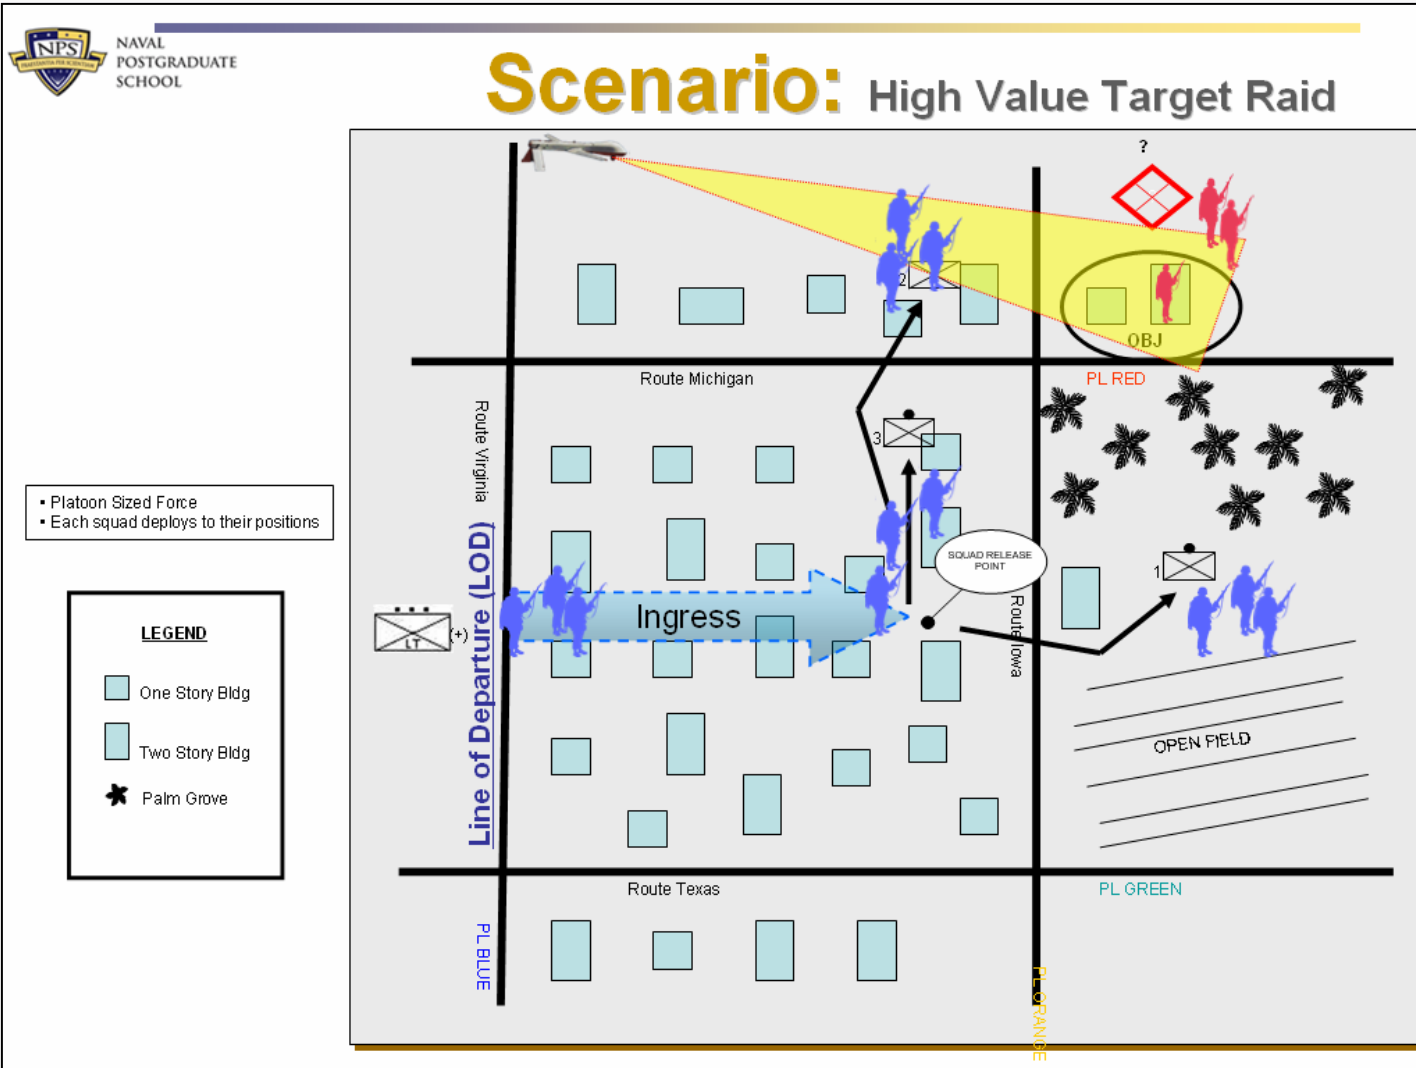 NPS
NAVAL
POSTGRADUATE
SCHOOL
Scenario: High Value Target Raid
?
2
OBJ
Route Michigan
PL RED
Route Virginia
3
▪ Platoon Sized Force
▪ Each squad deploys to their positions
SQUAD RELEASE
POINT
1
Line of Departure (LOD)
Ingress
LT
(+)
Route Iowa
LEGEND
One Story Bldg
Two Story Bldg
Palm Grove
OPEN FIELD
Route Texas
PL GREEN
PL BLUE
PL ORANGE